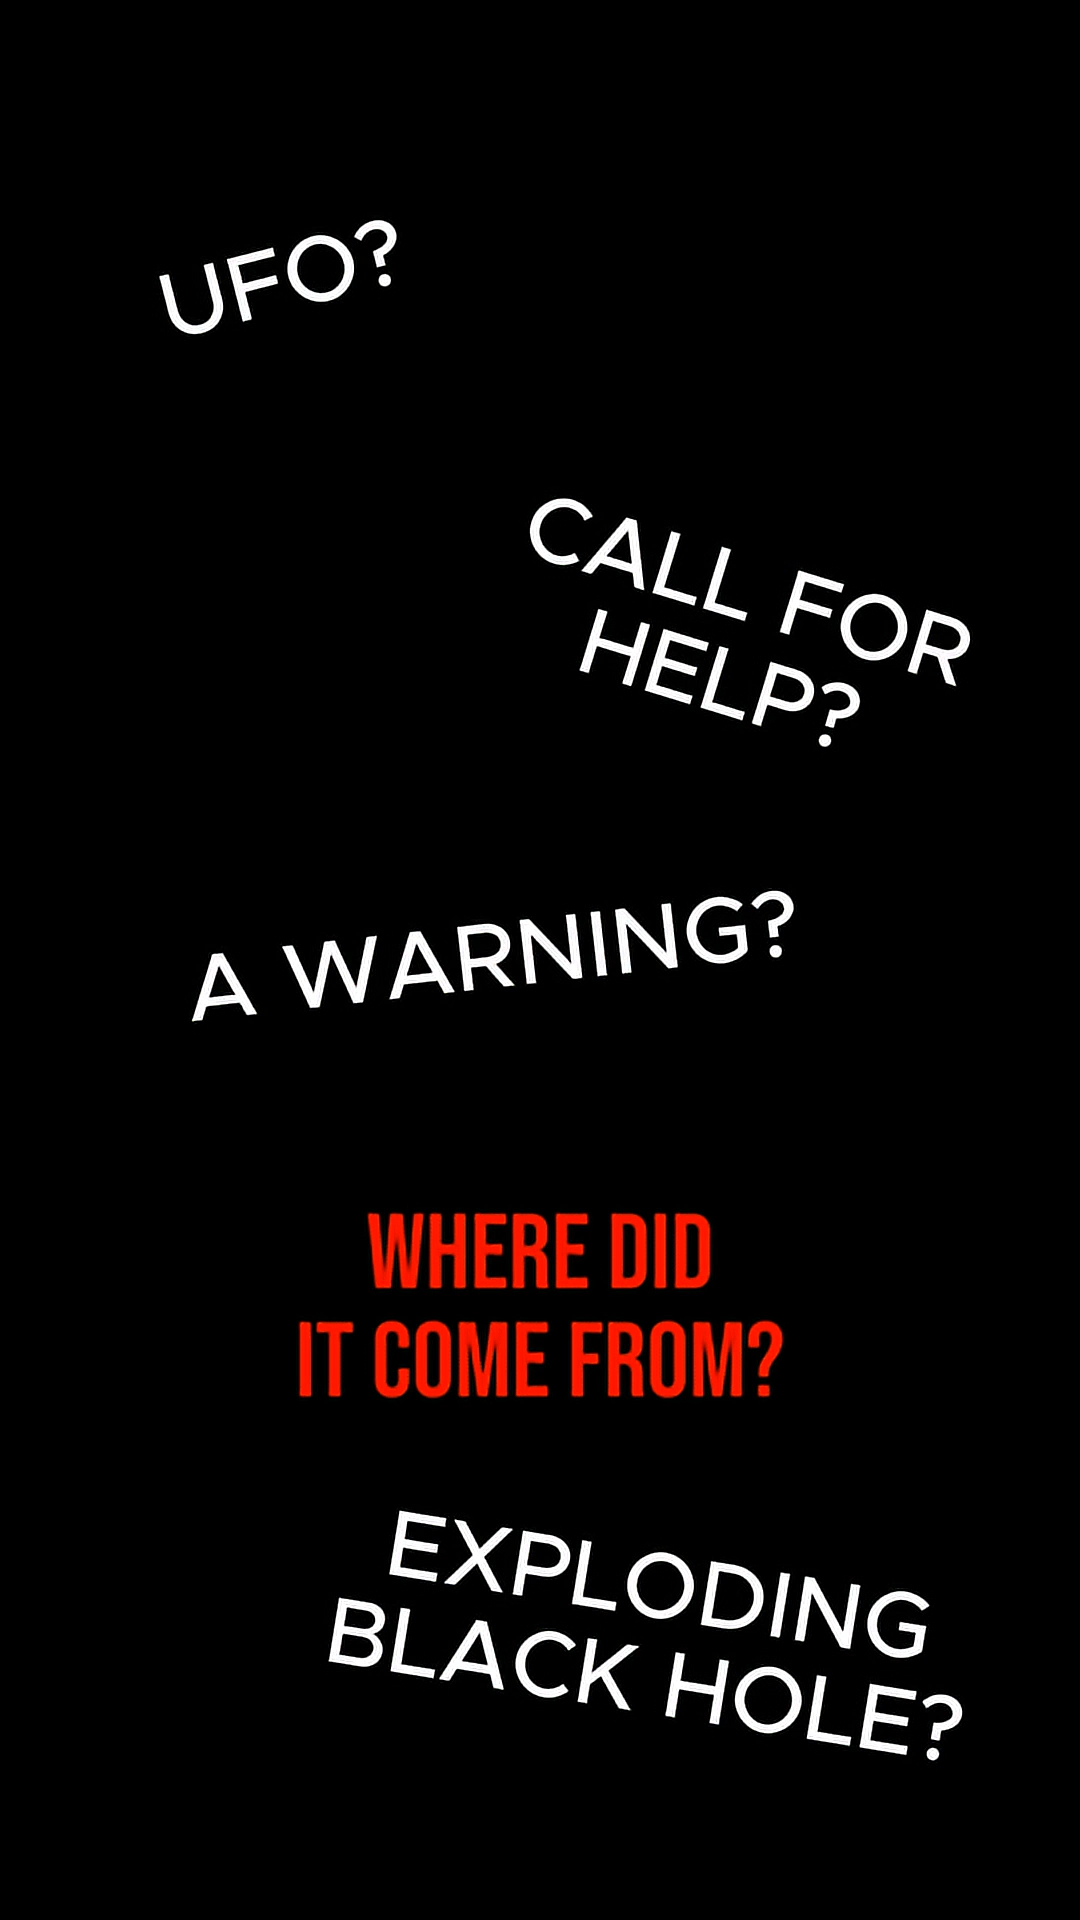 UFO?
CALL FOR
HELP?
A WARNING?
WHERE DID
IT COME FROM?
EXPLODING
BLACK HOLE?